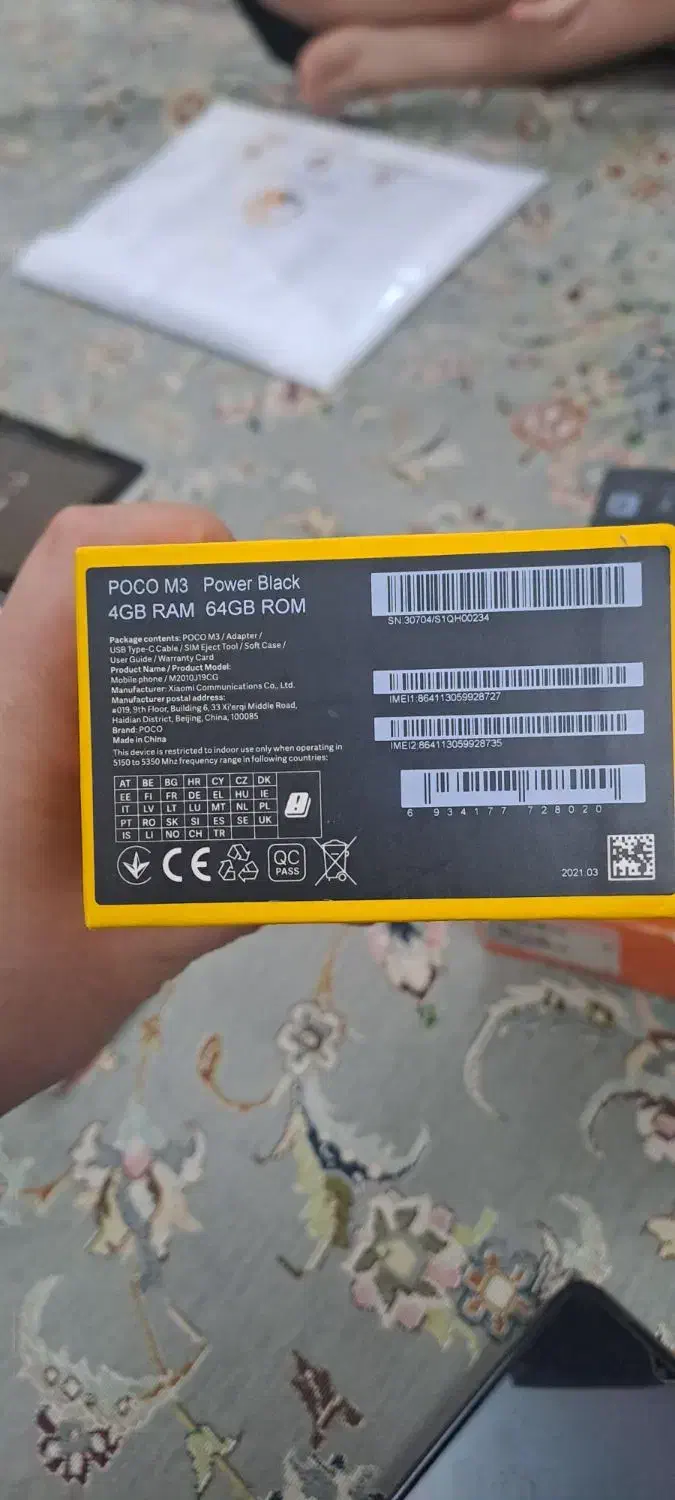 POCO M3 Power Black
4GB RAM 64GB ROM
Package contents: POCO M3 / Adapter /
USB Type-C Cable / SIM Eject Tool / Soft Case /
User Guide / Warranty Card
Product Name / Product Model:
Mobile phone / M2010J19CG
Manufacturer: Xiaomi Communications Co., Ltd.
Manufacturer postal address:
#019, 9th Floor, Building 6, 33 Xi'erqi Middle Road,
Haidian District, Beijing, China, 100085
Brand: POCO
Made in China
This device is restricted to indoor use only when operating in
5150 to 5350 Mhz frequency range in following countries:
AT BE BG HR CY CZ DK
EE FI FR DE EL HU IE
IT LV LT LU MT NL PL
PT RO SK SI ES SE UK
IS LI NO CH TR
CE
QC
PASS
SN:30704/S1QH00234
IMEI1:864113059928727
IMEI2:864113059928735
6 934177 728020
2021.03